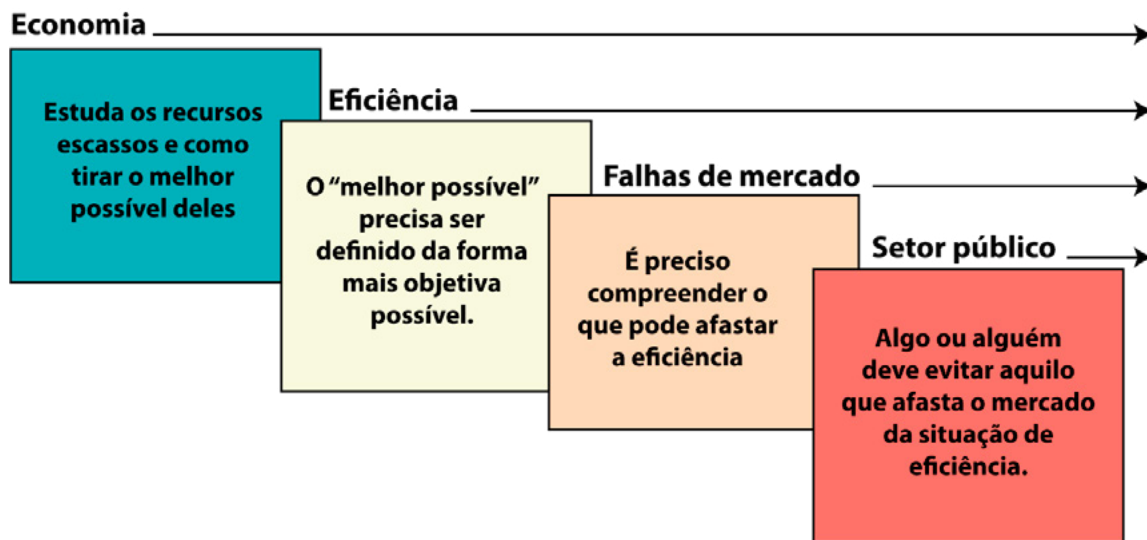 Economia
Estuda os recursos
escassos e como
tirar o melhor
possível deles
Eficiência
O “melhor possível”
precisa ser
definido da forma
mais objetiva
possível.
Falhas de mercado
É preciso
compreender o
que pode afastar
a eficiência
Setor público
Algo ou alguém
deve evitar aquilo
que afasta o mercado
da situação de
eficiência.